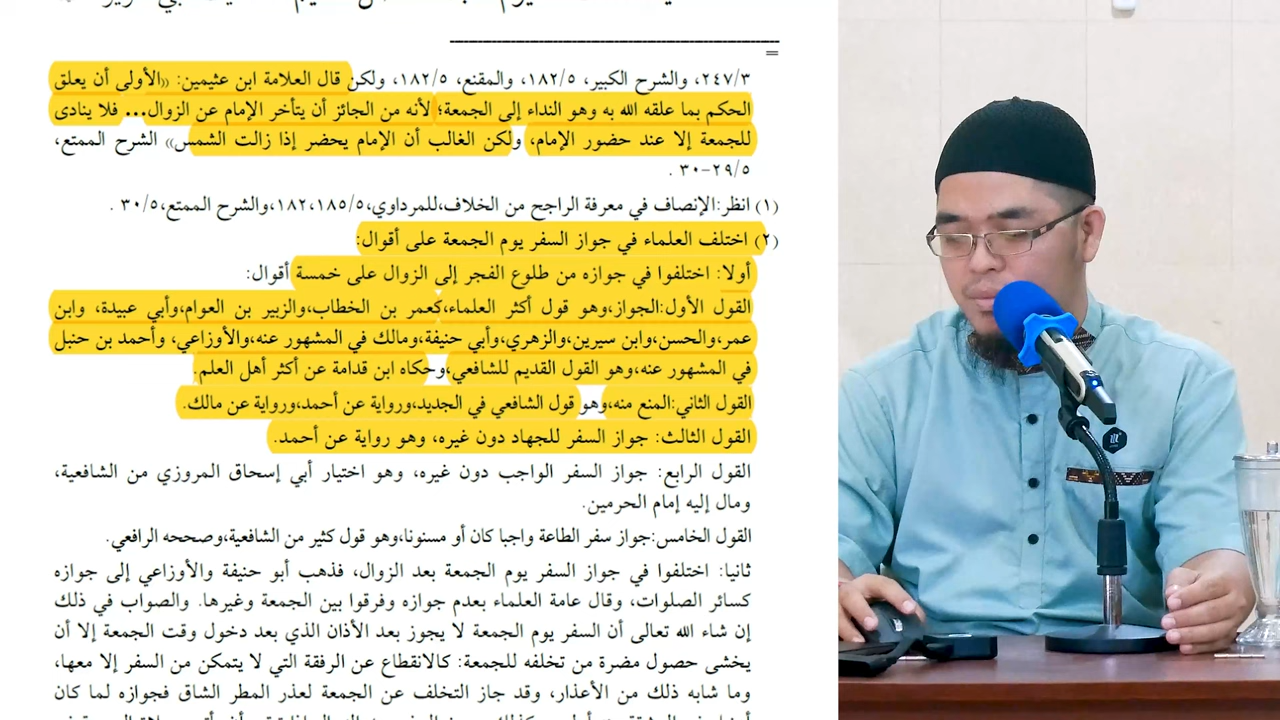 ٢٤٧/٣، والشرح الكبير، ١٨٢/٥، والمقنع، ١٨٢/٥، ولكن قال العلامة ابن عثيمين: «الأولى أن يعلق
الحكم بما علقه الله به وهو النداء إلى الجمعة؛ لأنه من الجائز أن يتأخر الإمام عن الزوال... فلا ينادى
للجمعة إلا عند حضور الإمام، ولكن الغالب أن الإمام يحضر إذا زالت الشمس» الشرح الممتع،
٢٩/٥-٣٠ .
(١) انظر:الإنصاف في معرفة الراجح من الخلاف،للمرداوي،١٨٢،١٨٥/٥،والشرح الممتع،٣٠/٥ .
(٢) اختلف العلماء في جواز السفر يوم الجمعة على أقوال:
أولا: اختلفوا في جوازه من طلوع الفجر إلى الزوال على خمسة أقوال:
القول الأول:الجواز،وهو قول أكثر العلماء،كعمر بن الخطاب،والزبير بن العوام،وأبي عبيدة، وابن
عمر،والحسن،وابن سيرين،والزهري،وأبي حنيفة،ومالك في المشهور عنه،والأوزاعي، وأحمد بن حنبل
في المشهور عنه،وهو القول القديم للشافعي،وحكاه ابن قدامة عن أكثر أهل العلم.
القول الثاني:المنع منه،وهو قول الشافعي في الجديد،ورواية عن أحمد،ورواية عن مالك.
القول الثالث: جواز السفر للجهاد دون غيره، وهو رواية عن أحمد.
القول الرابع: جواز السفر الواجب دون غيره، وهو اختيار أبي إسحاق المروزي من الشافعية،
ومال إليه إمام الحرمين.
القول الخامس:جواز سفر الطاعة واجبا كان أو مسنونا،وهو قول كثير من الشافعية،وصححه الرافعي.
ثانيا: اختلفوا في جواز السفر يوم الجمعة بعد الزوال، فذهب أبو حنيفة والأوزاعي إلى جوازه
كسائر الصلوات، وقال عامة العلماء بعدم جوازه وفرقوا بين الجمعة وغيرها. والصواب في ذلك
إن شاء الله تعالى أن السفر يوم الجمعة لا يجوز بعد الأذان الذي بعد دخول وقت الجمعة إلا أن
يخشى حصول مضرة من تخلفه للجمعة: كالانقطاع عن الرفقة التي لا يتمكن من السفر إلا معها،
وما شابه ذلك من الأعذار، وقد جاز التخلف عن الجمعة لعذر المطر الشاق فجوازه لما كان